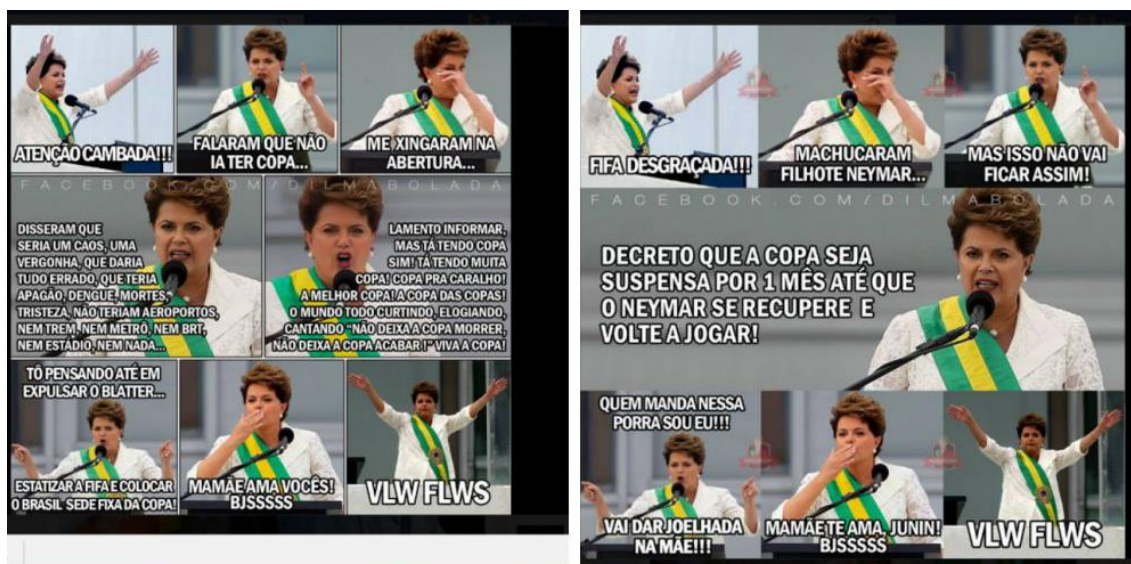 ATENÇÃO CAMBADA!!!
FALARAM QUE NÃO
IA TER COPA...
ME XINGARAM NA
ABERTURA...
FACEBOOK.COM/DILMABOLADA
DISSERAM QUE
SERIA UM CAOS, UMA
VERGONHA, QUE DARIA
TUDO ERRADO, QUE TERIA
APAGÃO, DENGUE, MORTES,
TRISTEZA, NÃO TERIAM AEROPORTOS,
NEM TREM, NEM METRÔ, NEM BRT,
NEM ESTÁDIO, NEM NADA...
LAMENTO INFORMAR,
MAS TÁ TENDO COPA
SIM! TÁ TENDO MUITA
COPA! COPA PRA CARALHO!
A MELHOR COPA! A COPA DAS COPAS!
O MUNDO TODO CURTINDO, ELOGIANDO,
CANTANDO "NÃO DEIXA A COPA MORRER,
NÃO DEIXA A COPA ACABAR!" VIVA A COPA!
TÔ PENSANDO ATÉ EM
EXPULSAR O BLATTER...
ESTATIZAR A FIFA E COLOCAR
O BRASIL SEDE FIXA DA COPA!
MAMÃE AMA VOCÊS!
BJSSSSS
VLW FLWS
FIFA DESGRAÇADA!!!
MACHUCARAM
FILHOTE NEYMAR...
MAS ISSO NÃO VAI
FICAR ASSIM!
FACEBOOK.COM/DILMABOLADA
DECRETO QUE A COPA SEJA
SUSPENSA POR 1 MÊS ATÉ QUE
O NEYMAR SE RECUPERE E
VOLTE A JOGAR!
QUEM MANDA NESSA
PORRA SOU EU!!!
VAI DAR JOELHADA
NA MÃE!!!
MAMÃE TE AMA, JUNIN!
BJSSSSS
VLW FLWS